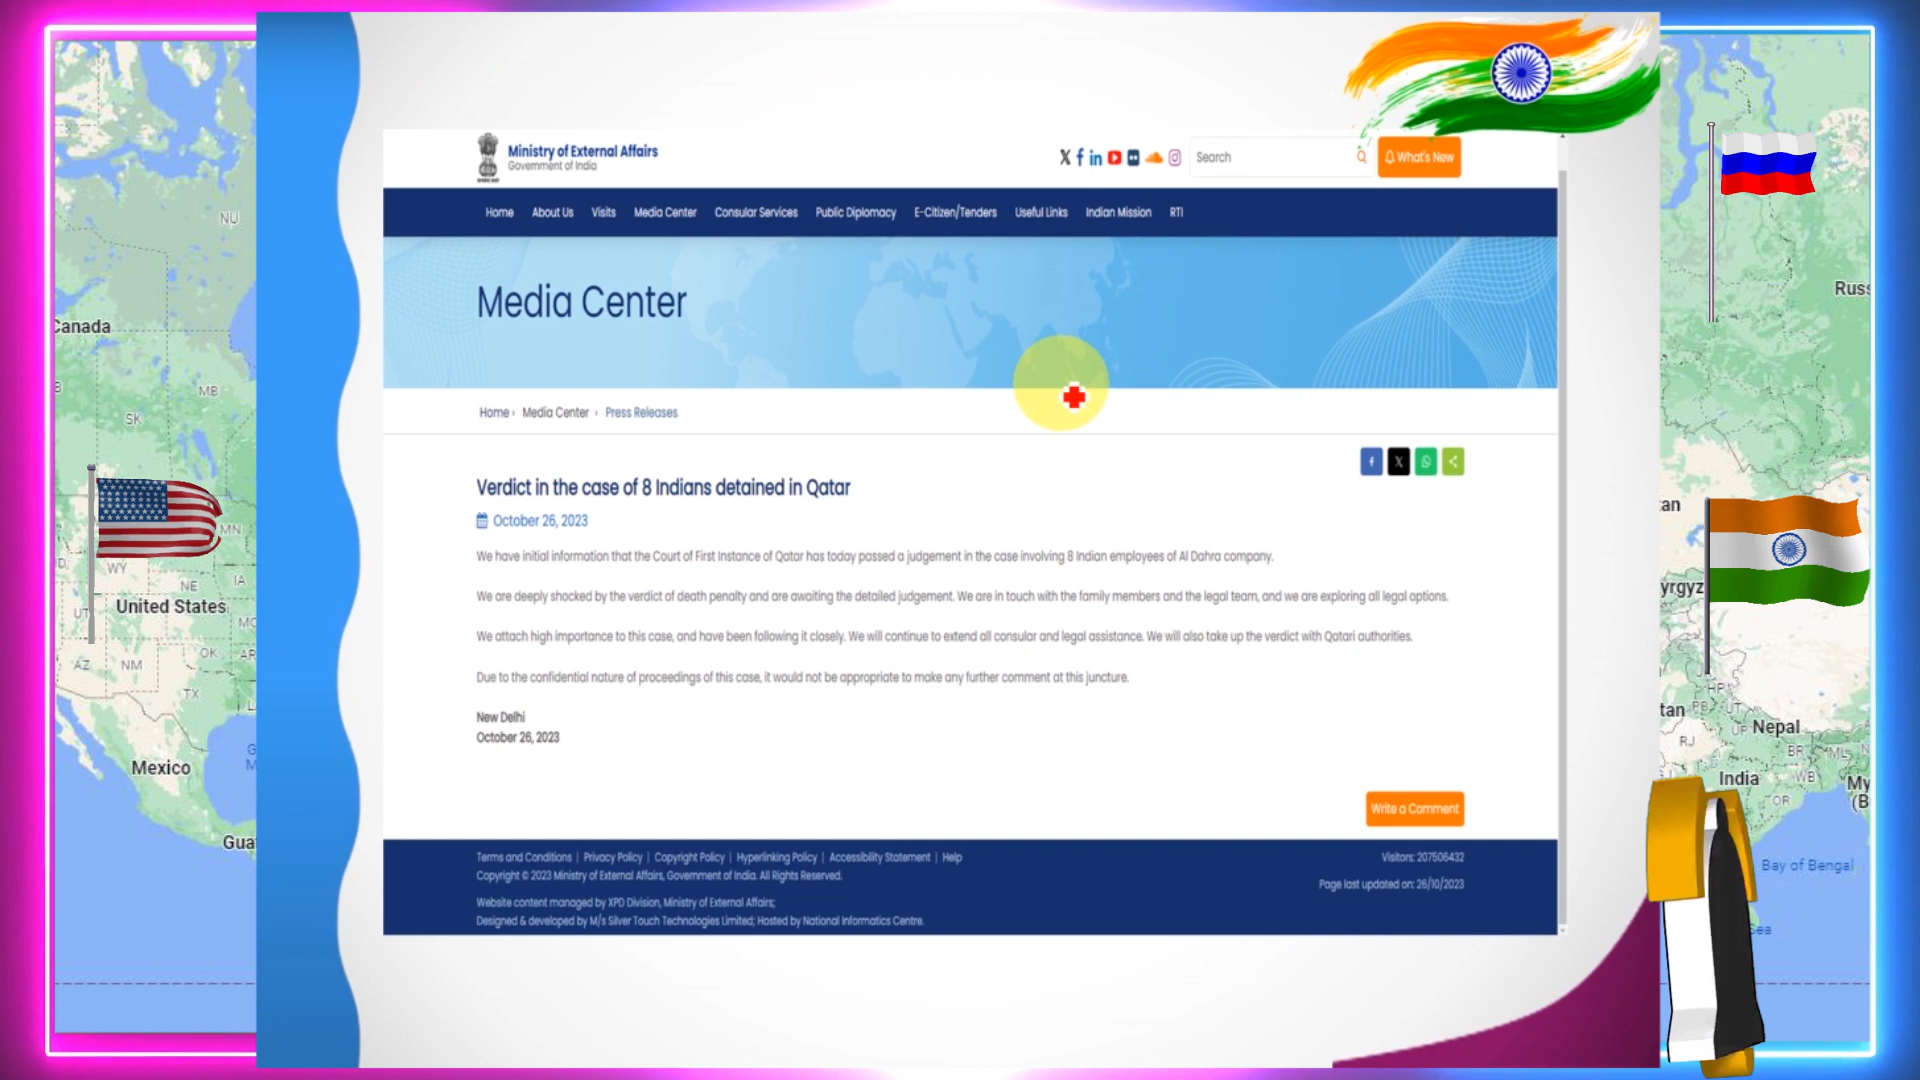 Ministry of External Affairs
Government of India
Search
What's New
Home About Us Visits Media Center Consular Services Public Diplomacy E-Citizen/Tenders Useful Links Indian Mission RTI
Media Center
Home › Media Center › Press Releases
Verdict in the case of 8 Indians detained in Qatar
October 26, 2023
We have initial information that the Court of First Instance of Qatar has today passed a judgement in the case involving 8 Indian employees of Al Dahra company.
We are deeply shocked by the verdict of death penalty and are awaiting the detailed judgement. We are in touch with the family members and the legal team, and we are exploring all legal options.
We attach high importance to this case, and have been following it closely. We will continue to extend all consular and legal assistance. We will also take up the verdict with Qatari authorities.
Due to the confidential nature of proceedings of this case, it would not be appropriate to make any further comment at this juncture.
New Delhi
October 26, 2023
Write a Comment
Terms and Conditions | Privacy Policy | Copyright Policy | Hyperlinking Policy | Accessibility Statement | Help
Copyright © 2023 Ministry of External Affairs, Government of India. All Rights Reserved.
Website content managed by XPD Division, Ministry of External Affairs;
Designed & developed by M/s Silver Touch Technologies Limited; Hosted by National Informatics Centre.
Visitors: 207506432
Page last updated on: 26/10/2023
NU
Canada
MB
SK
MN
WY
NE
IA
UT
United States
OK
AZ
NM
TX
Mexico
Russ
HP
PB
UT
UP
Nepal
RJ
BR
ML
India
WB
OR
Bay of Bengal